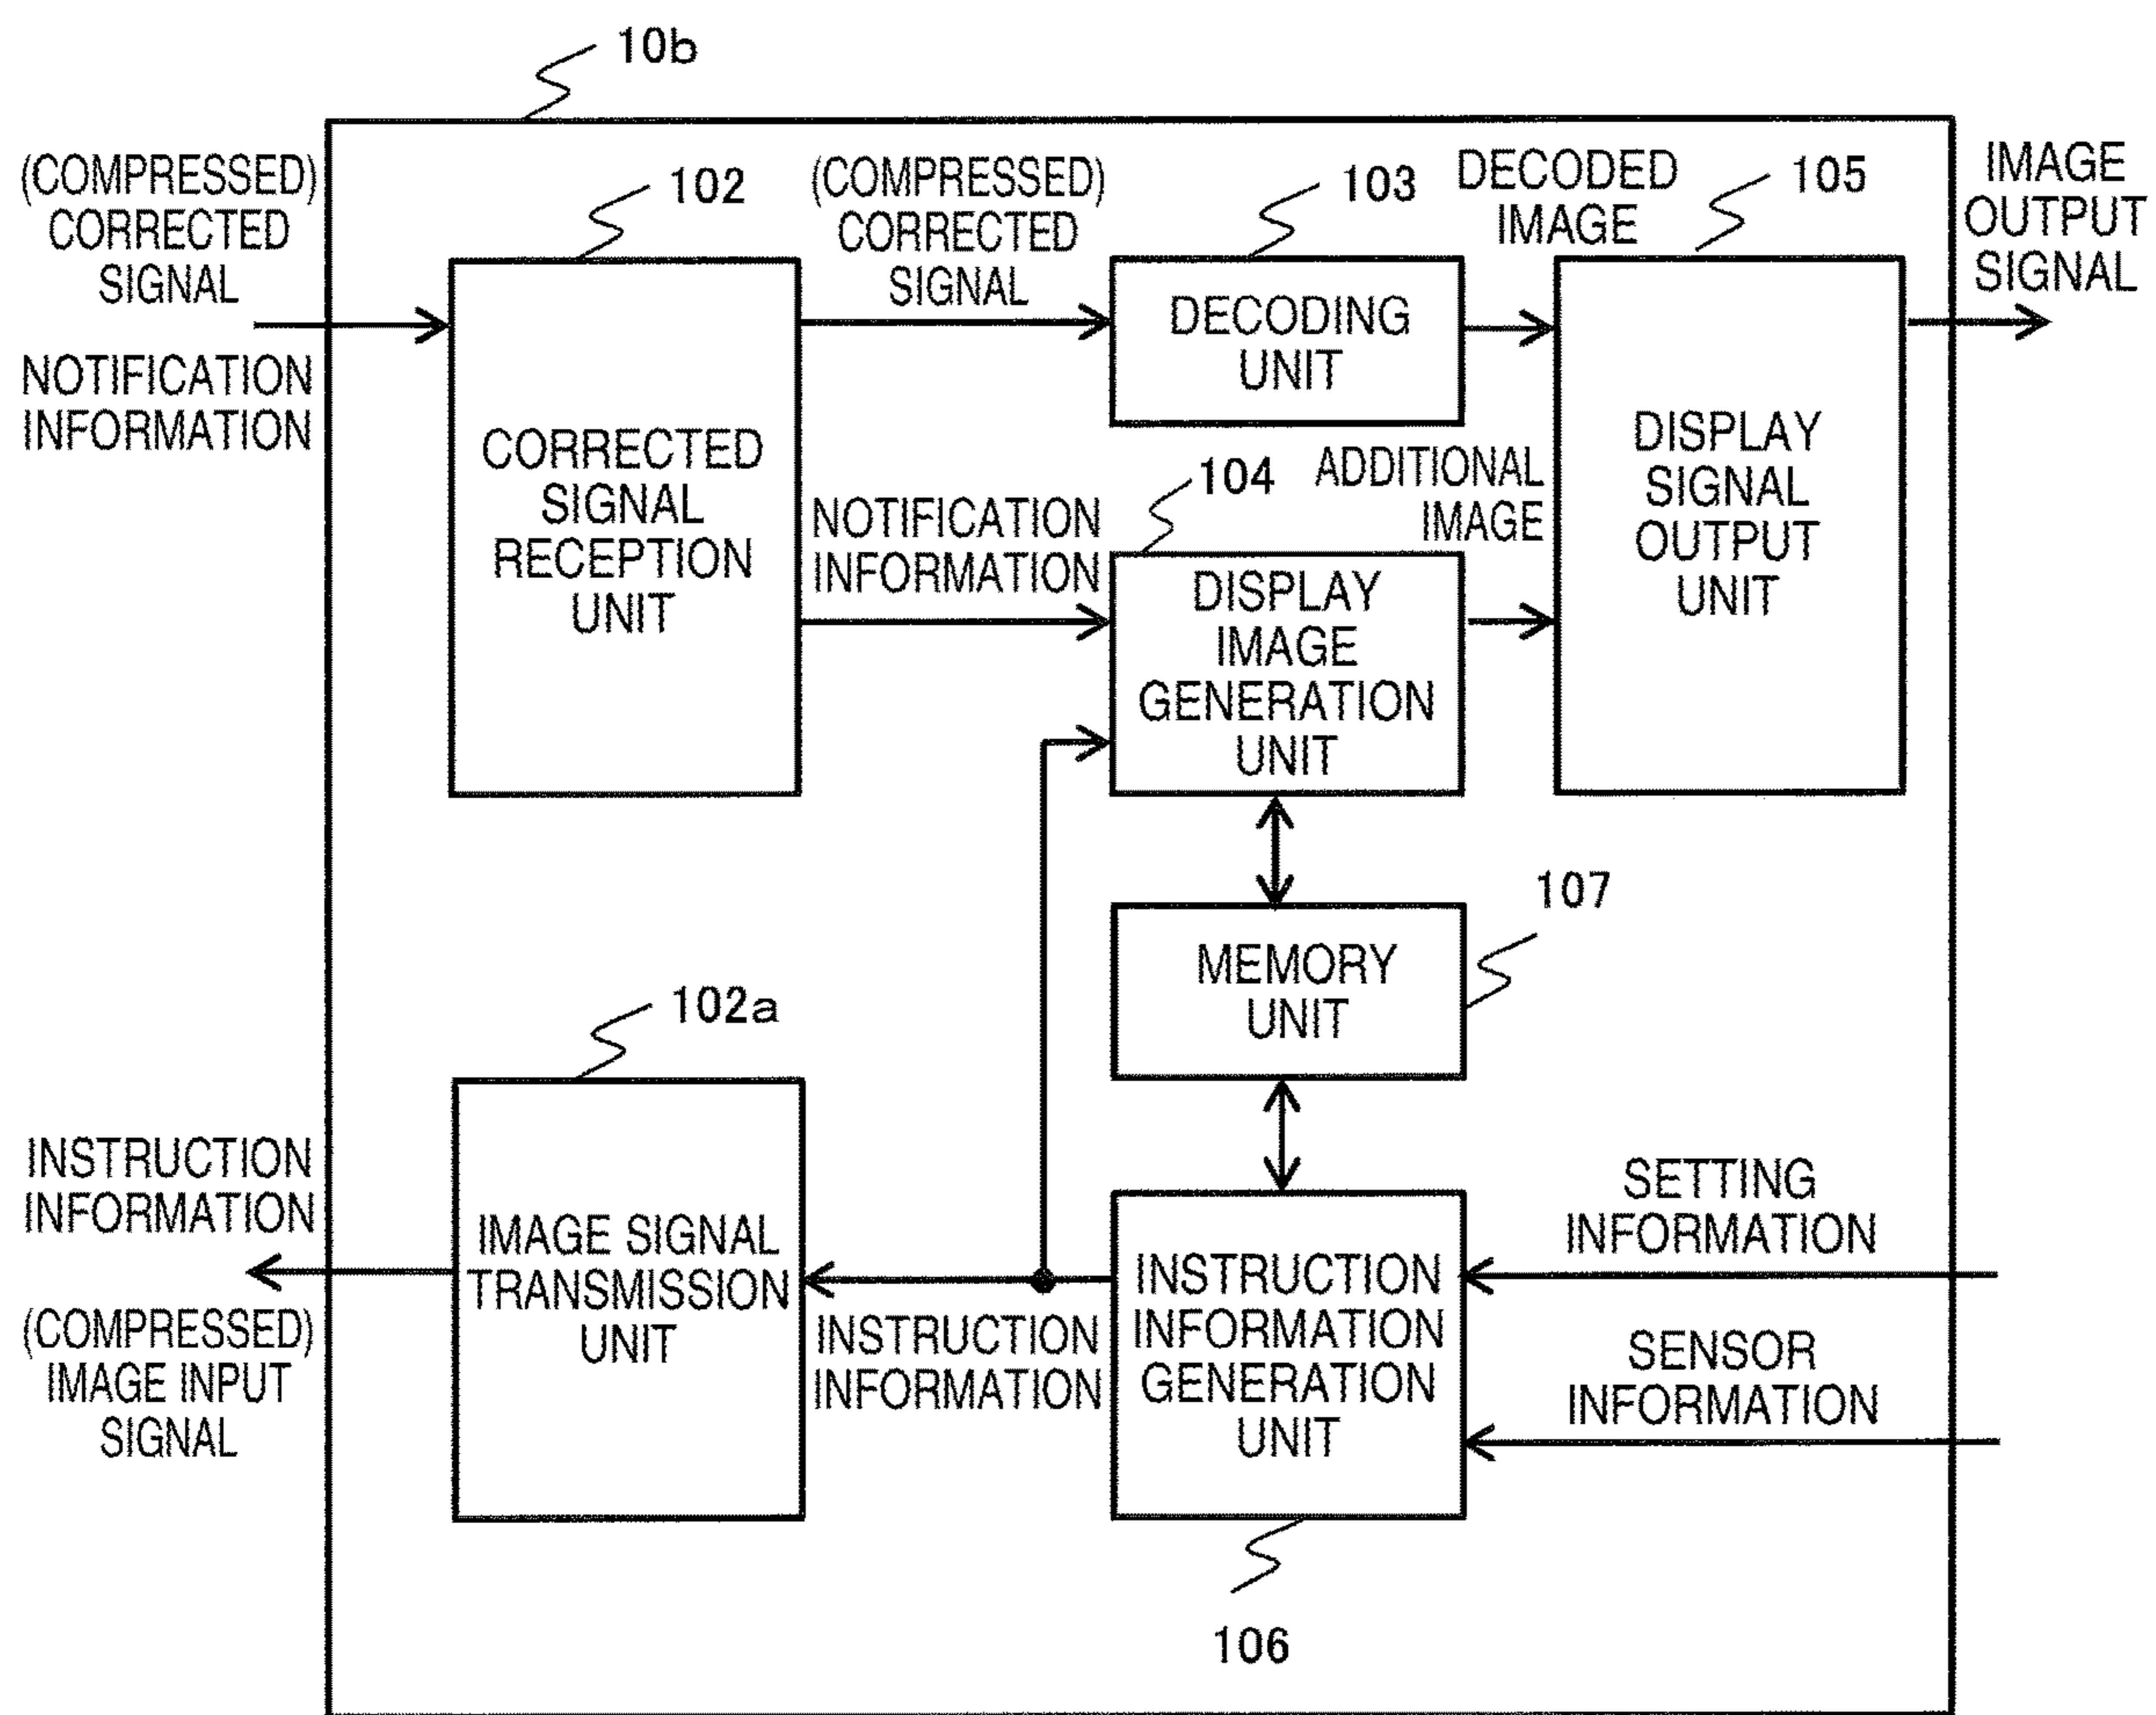 10b
(COMPRESSED)
CORRECTED
SIGNAL
NOTIFICATION
INFORMATION
102
CORRECTED
SIGNAL
RECEPTION
UNIT
(COMPRESSED)
CORRECTED
SIGNAL
103
DECODING
UNIT
DECODED
IMAGE
105
DISPLAY
SIGNAL
OUTPUT
UNIT
IMAGE
OUTPUT
SIGNAL
NOTIFICATION
INFORMATION
104
DISPLAY
IMAGE
GENERATION
UNIT
ADDITIONAL
IMAGE
107
MEMORY
UNIT
102a
IMAGE SIGNAL
TRANSMISSION
UNIT
INSTRUCTION
INFORMATION
(COMPRESSED)
IMAGE INPUT
SIGNAL
INSTRUCTION
INFORMATION
INSTRUCTION
INFORMATION
GENERATION
UNIT
106
SETTING
INFORMATION
SENSOR
INFORMATION